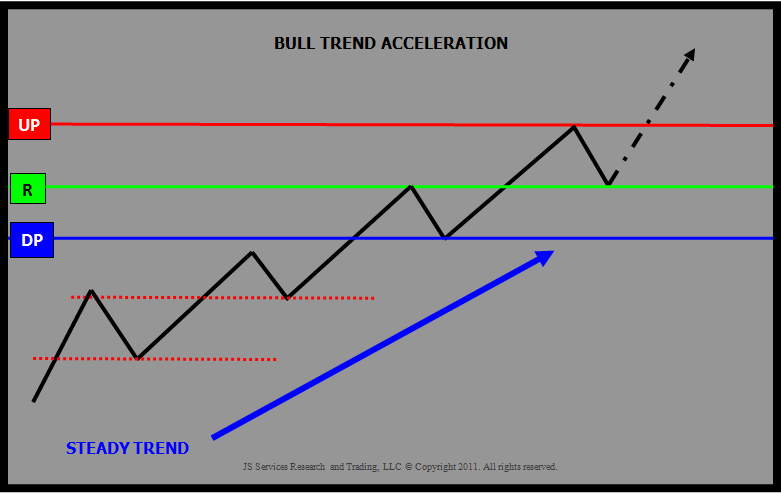 BULL TREND ACCELERATION
UP
R
DP
STEADY TREND
JS Services Research and Trading, LLC © Copyright 2011. All rights reserved.